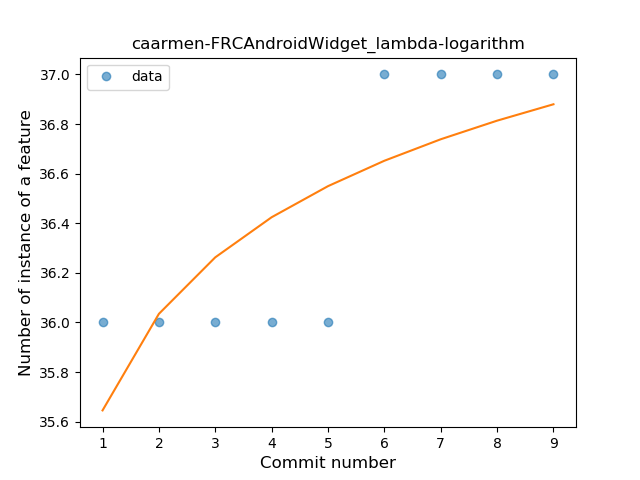 caarmen-FRCAndroidWidget_lambda-logarithm
data
37.0
36.8
36.6
36.4
36.2
36.0
35.8
35.6
Number of instance of a feature
1 2 3 4 5 6 7 8 9
Commit number